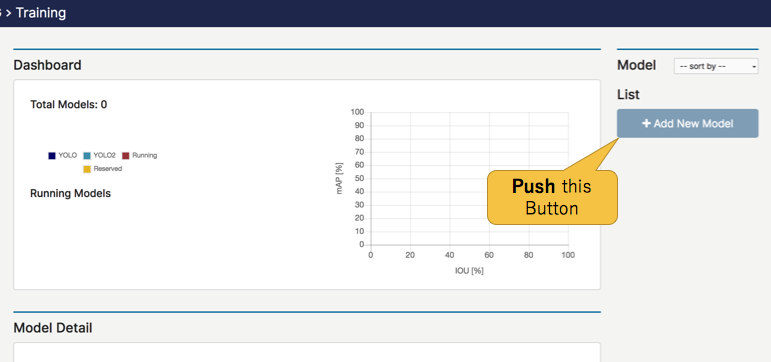 > Training
Dashboard
Total Models: 0
YOLO YOLO2 Running
Reserved
Running Models
100
90
80
70
60
50
40
30
20
10
0
mAP [%]
0 20 40 60 80 100
IOU [%]
Model
-- sort by --
List
+ Add New Model
Push this
Button
Model Detail